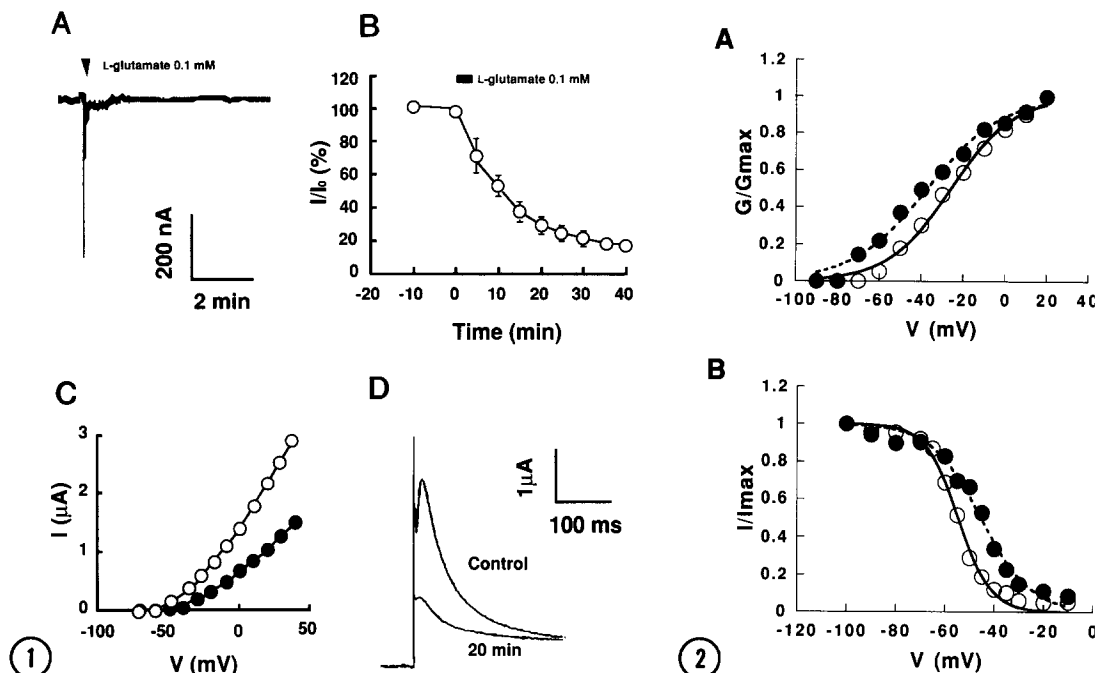 A
L-glutamate 0.1 mM
200 nA
2 min
B
L-glutamate 0.1 mM
I/I₀ (%)
120
100
80
60
40
20
0
-20 -10 0 10 20 30 40
Time (min)
C
I (µA)
3
2
1
0
-100 -50 0 50
V (mV)
D
1µA
100 ms
Control
20 min
1
A
G/Gmax
1.2
1
0.8
0.6
0.4
0.2
0
-100 -80 -60 -40 -20 0 20 40
V (mV)
B
I/Imax
1.2
1
0.8
0.6
0.4
0.2
0
-120 -100 -80 -60 -40 -20 0
V (mV)
2